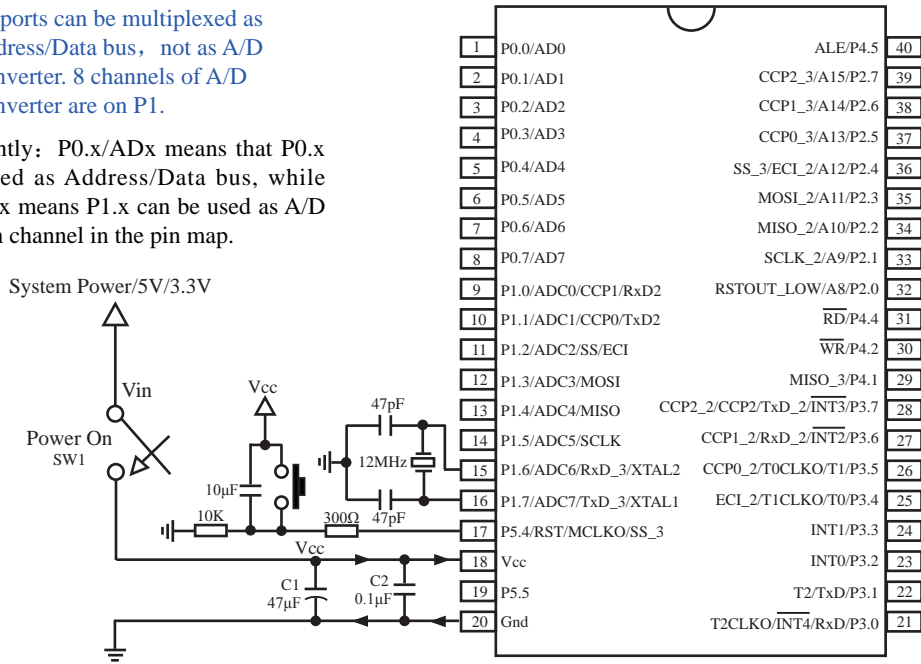 ports can be multiplexed as
dress/Data bus， not as A/D
nverter. 8 channels of A/D
nverter are on P1.
ntly：P0.x/ADx means that P0.x
ed as Address/Data bus, while
x means P1.x can be used as A/D
n channel in the pin map.
System Power/5V/3.3V
Vin
Power On
SW1
Vcc
10μF
10K
300Ω
47pF
12MHz
47pF
Vcc
C1
47μF
C2
0.1μF
1 P0.0/AD0
2 P0.1/AD1
3 P0.2/AD2
4 P0.3/AD3
5 P0.4/AD4
6 P0.5/AD5
7 P0.6/AD6
8 P0.7/AD7
9 P1.0/ADC0/CCP1/RxD2
10 P1.1/ADC1/CCP0/TxD2
11 P1.2/ADC2/SS/ECI
12 P1.3/ADC3/MOSI
13 P1.4/ADC4/MISO
14 P1.5/ADC5/SCLK
15 P1.6/ADC6/RxD_3/XTAL2
16 P1.7/ADC7/TxD_3/XTAL1
17 P5.4/RST/MCLKO/SS_3
18 Vcc
19 P5.5
20 Gnd
ALE/P4.5 40
CCP2_3/A15/P2.7 39
CCP1_3/A14/P2.6 38
CCP0_3/A13/P2.5 37
SS_3/ECI_2/A12/P2.4 36
MOSI_2/A11/P2.3 35
MISO_2/A10/P2.2 34
SCLK_2/A9/P2.1 33
RSTOUT_LOW/A8/P2.0 32
RD/P4.4 31
WR/P4.2 30
MISO_3/P4.1 29
CCP2_2/CCP2/TxD_2/INT3/P3.7 28
CCP1_2/RxD_2/INT2/P3.6 27
CCP0_2/T0CLKO/T1/P3.5 26
ECI_2/T1CLKO/T0/P3.4 25
INT1/P3.3 24
INT0/P3.2 23
T2/TxD/P3.1 22
T2CLKO/INT4/RxD/P3.0 21